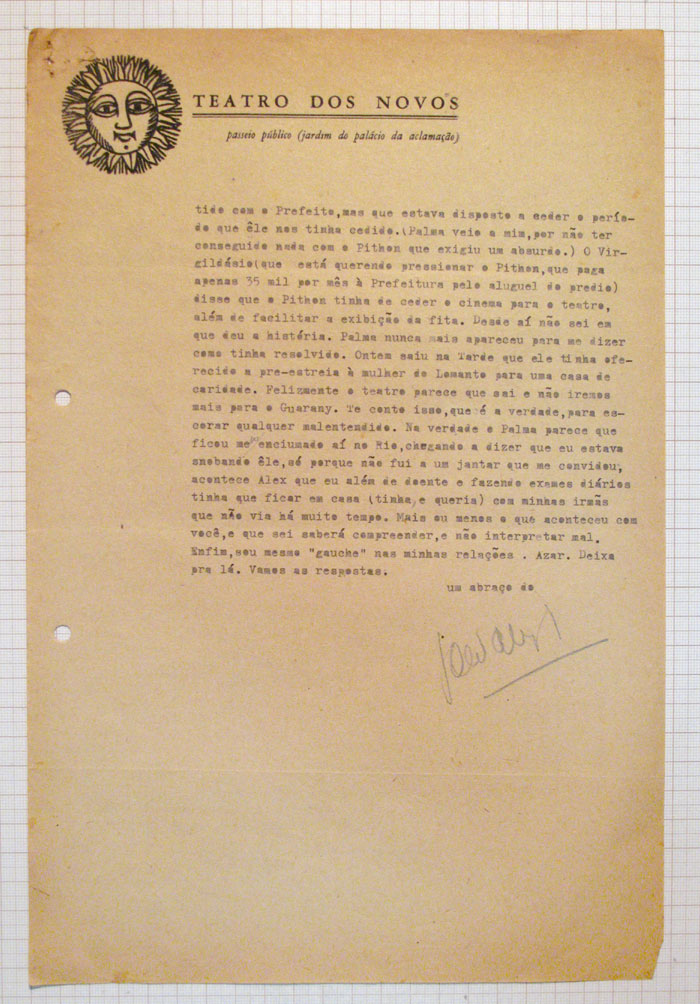 TEATRO DOS NOVOS
passeio público (jardim do palácio da aclamação)
tido com o Prefeito,mas que estava disposto a ceder o perío-
do que êle nos tinha cedido.(Palma veio a mim,por não ter
conseguido nada com o Pithon que exigiu um absurdo.) O Vir-
gildásio(que está querendo pressionar o Pithon,que paga
apenas 35 mil por mês à Prefeitura pelo aluguel do predio)
disse que o Pithon tinha de ceder o cinema para o teatro,
além de facilitar a exibição da fita. Desde aí não sei em
que deu a história. Palma nunca mais apareceu para me dizer
como tinha resolvido. Ontem saiu na Tarde que ele tinha ofe-
recido a pre-estreia à mulher do Lomanto para uma casa de
caridade. Felizmente o teatro parece que sai e não iremos
mais para o Guarany. Te conto isso,que é a verdade,para es-
corar qualquer malentendido. Na verdade o Palma parece que
ficou meio enciumado aí no Rio,chegando a dizer que eu estava
snobando êle,só porque não fui a um jantar que me convidou,
acontece Alex que eu além de doente e fazendo exames diários
tinha que ficar em casa (tinha e queria) com minhas irmãs
que não via há muito tempo. Mais ou menos o que aconteceu com
você,e que sei saberá compreender,e não interpretar mal.
Enfim,sou mesmo "gauche" nas minhas relações . Azar. Deixa
pra lá. Vamos as respostas.
um abraço do